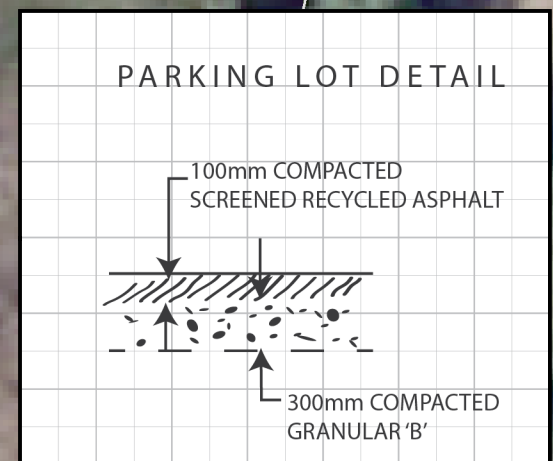 PARKING LOT DETAIL
100mm COMPACTED
SCREENED RECYCLED ASPHALT
300mm COMPACTED
GRANULAR 'B'